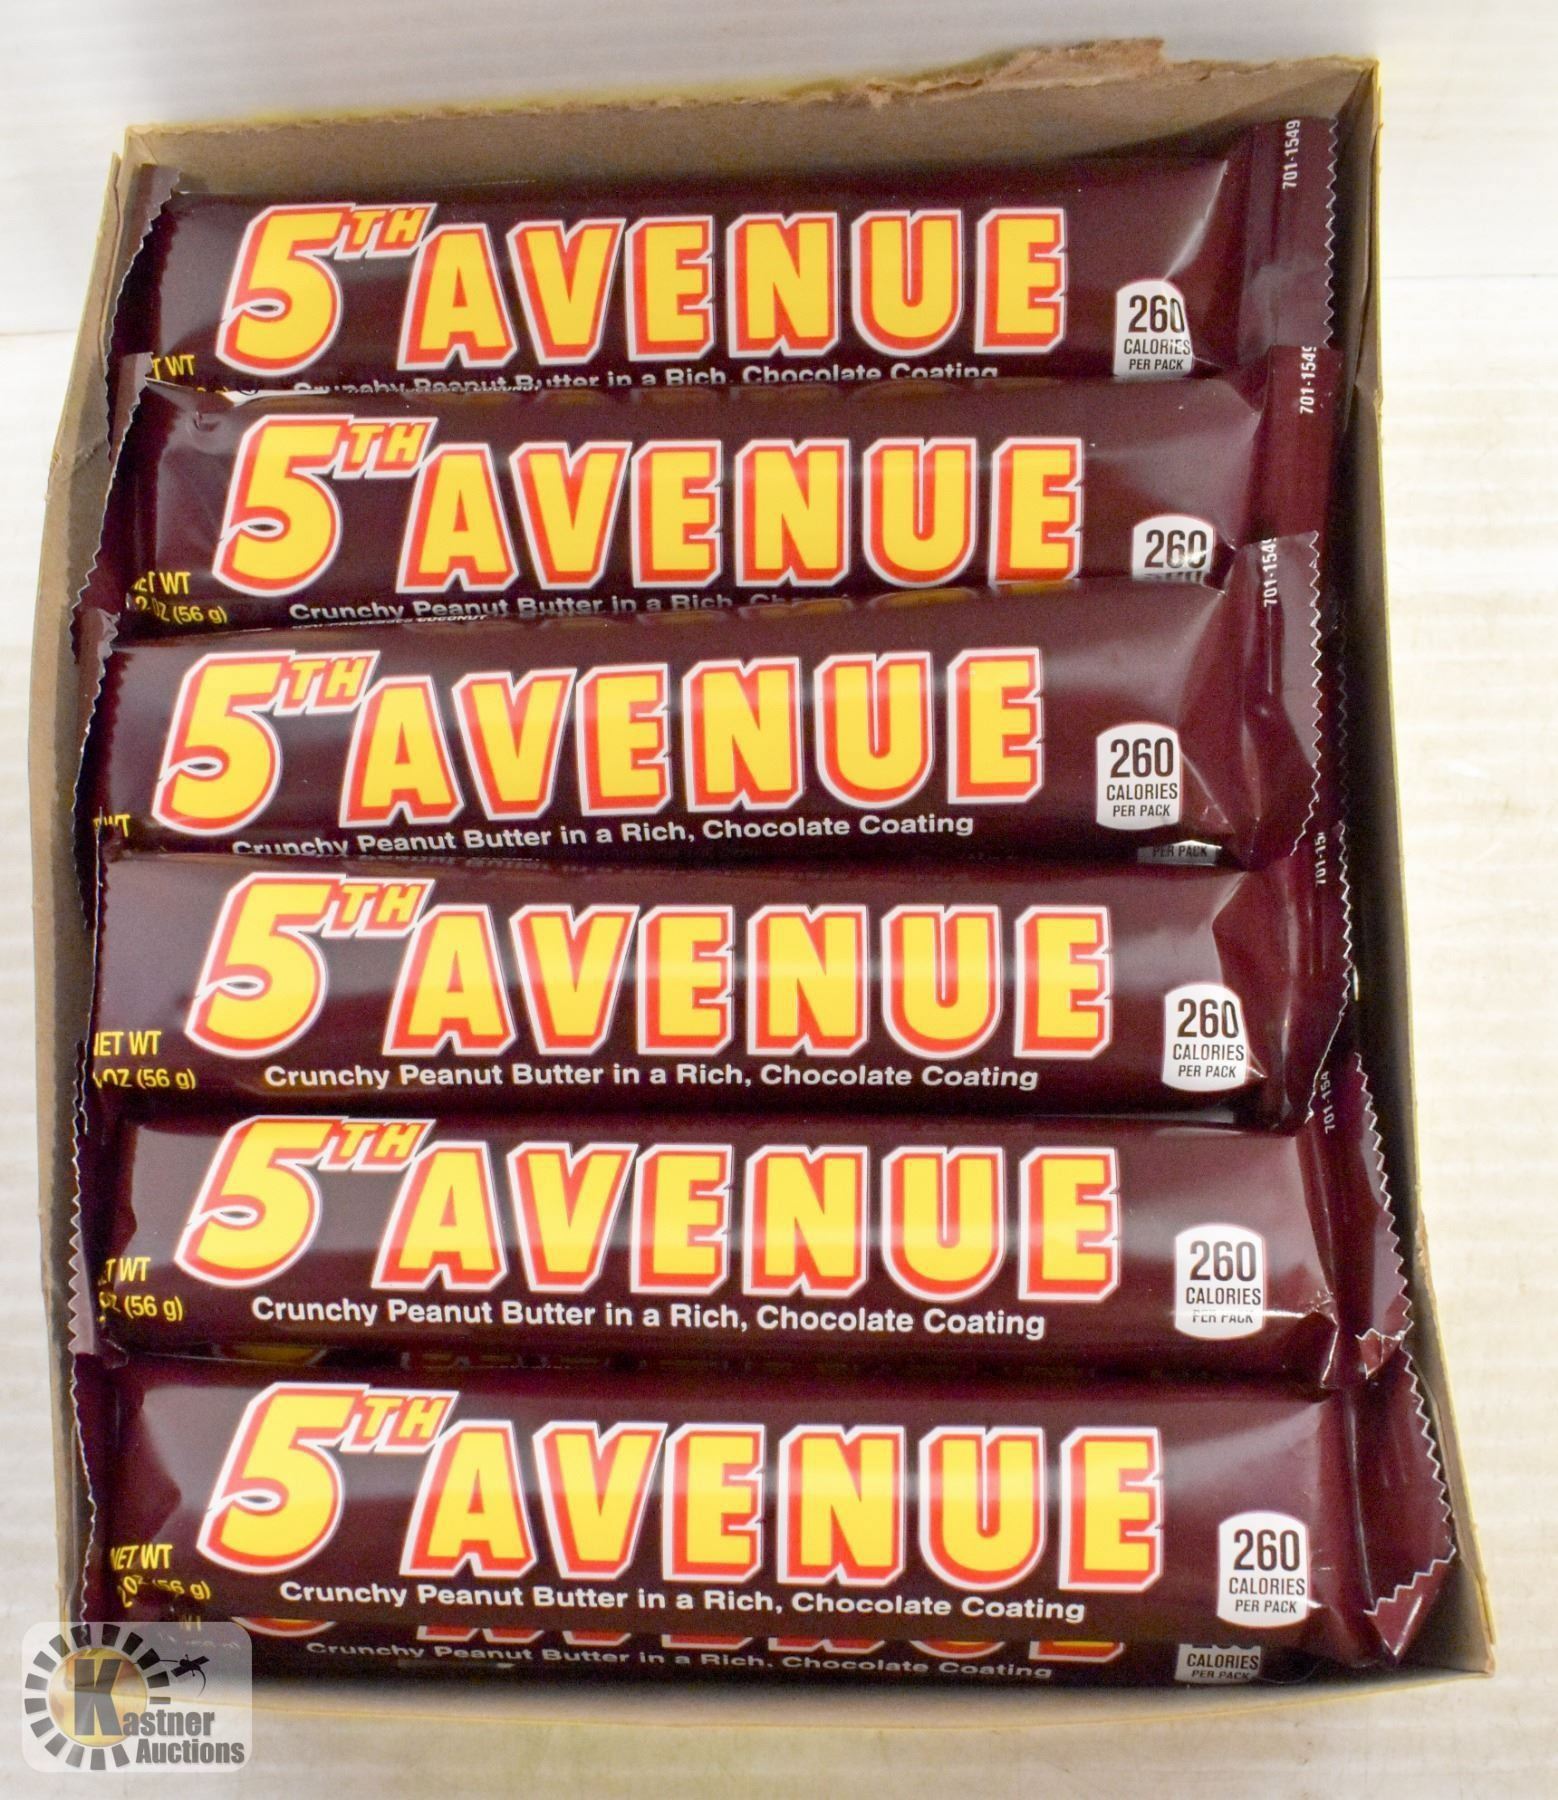 701-1549
5TH AVENUE
260
CALORIES
PER PACK
WT
Peanut Butter in a Rich, Chocolate Coating
701-1549
5TH AVENUE
260
WT
(56 g)
Crunchy Peanut Butter in a Rich
5TH AVENUE
260
CALORIES
PER PACK
Crunchy Peanut Butter in a Rich, Chocolate Coating
PER PACK
5TH AVENUE
260
CALORIES
PER PACK
NET WT
OZ (56 g)
Crunchy Peanut Butter in a Rich, Chocolate Coating
5TH AVENUE
260
CALORIES
PER PACK
WT
(56 g)
Crunchy Peanut Butter in a Rich, Chocolate Coating
5TH AVENUE
260
CALORIES
PER PACK
NET WT
Crunchy Peanut Butter in a Rich, Chocolate Coating
Crunchy Peanut Butter in a Rich, Chocolate Coating
CALORIES
PER PACK
Kastner
Auctions